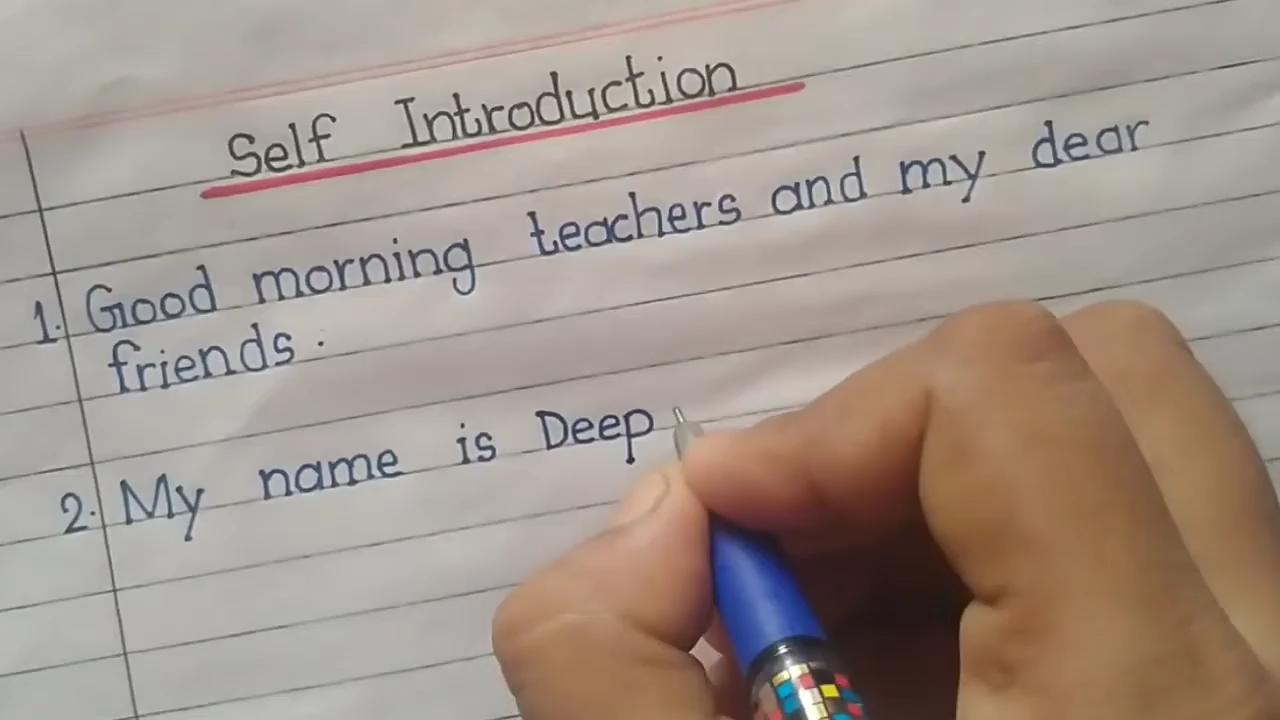 Self Introduction
1. Good morning teachers and my dear
friends.
2. My name is Deep